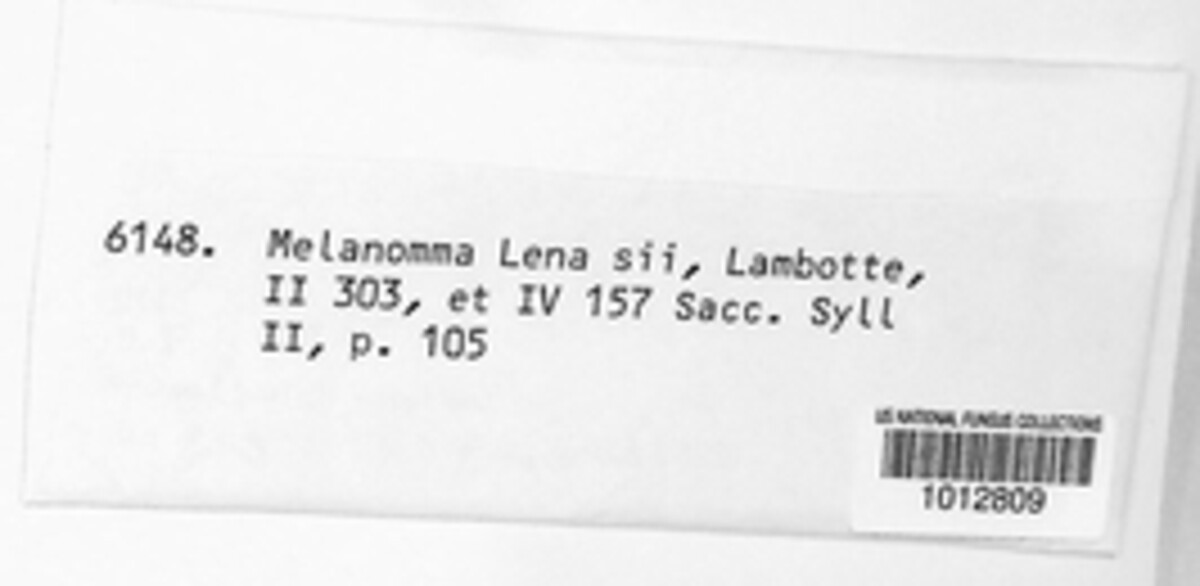 6148. Melanomma Lena sii, Lambotte,
II 303, et IV 157 Sacc. Syll
II, p. 105
US NATIONAL FUNGUS COLLECTIONS
1012809